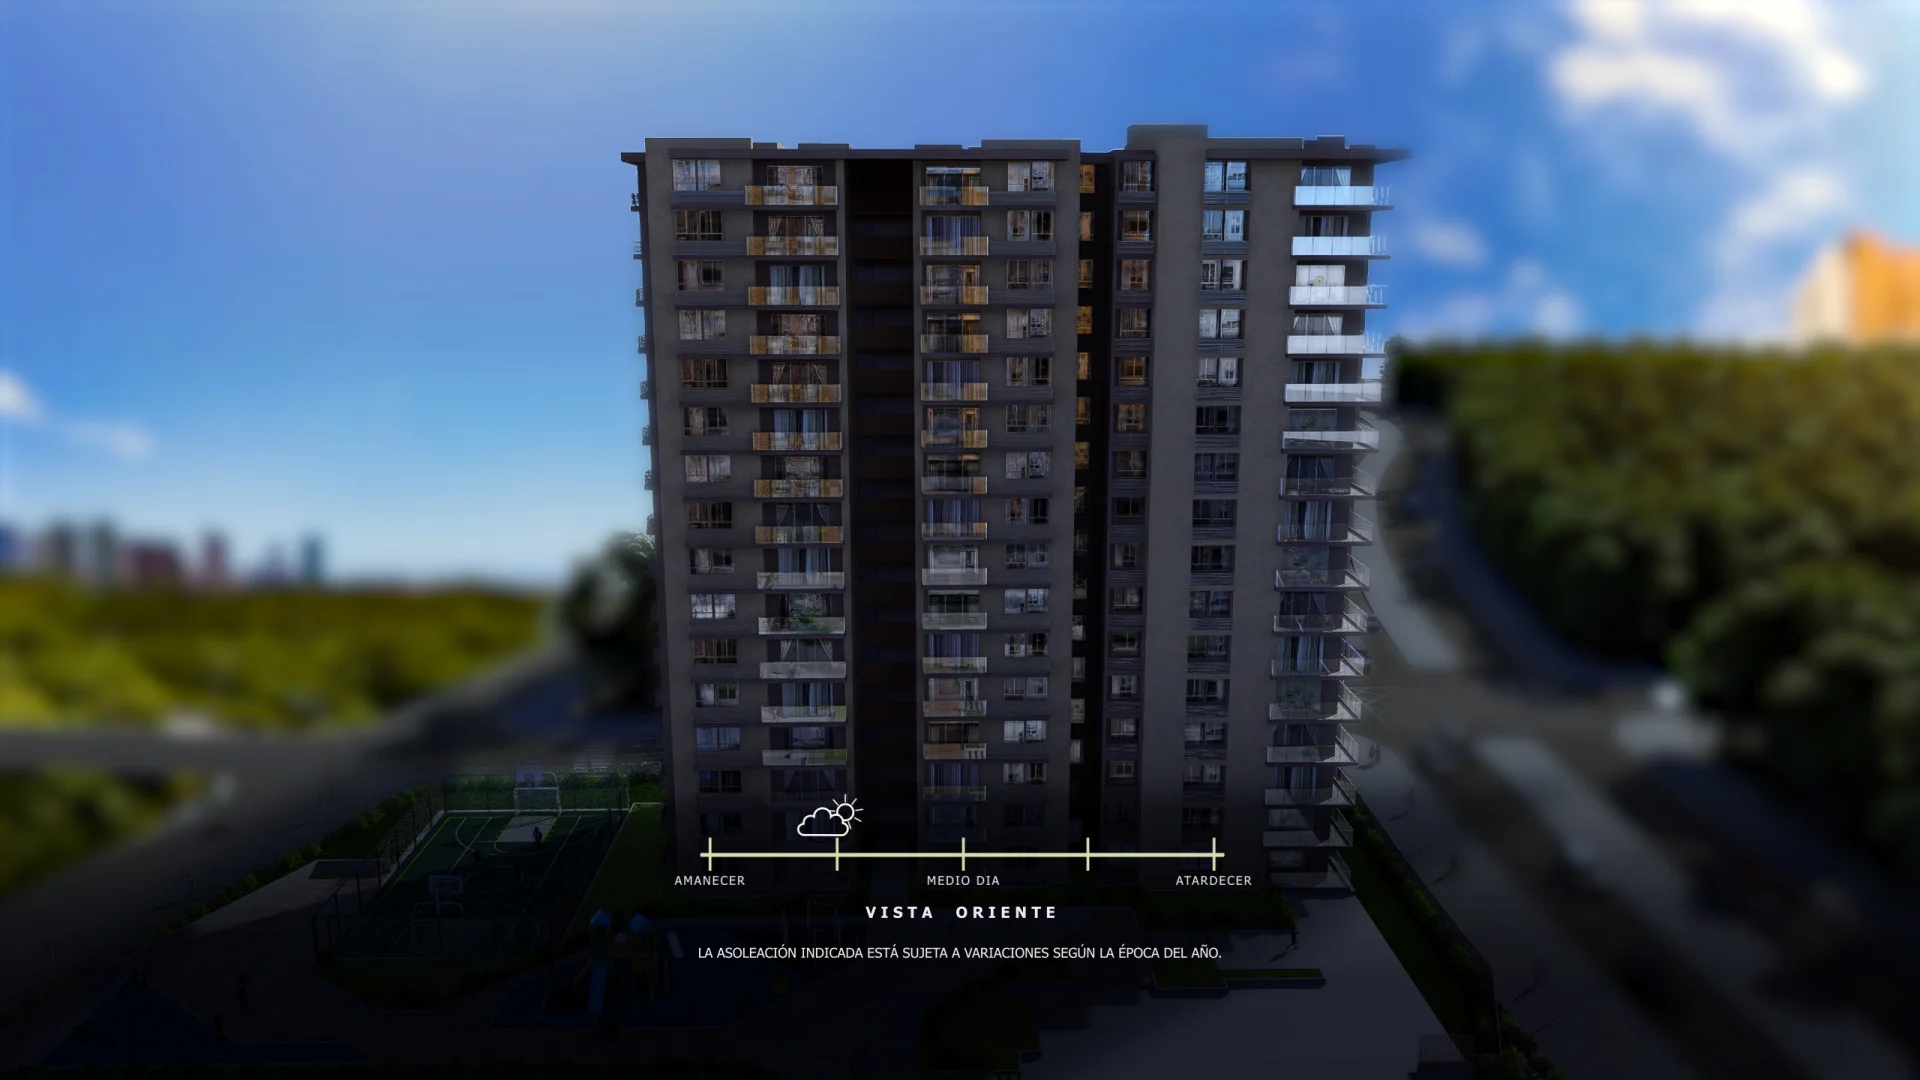 AMANECER MEDIO DIA ATARDECER
VISTA ORIENTE
LA ASOLEACIÓN INDICADA ESTÁ SUJETA A VARIACIONES SEGÚN LA ÉPOCA DEL AÑO.